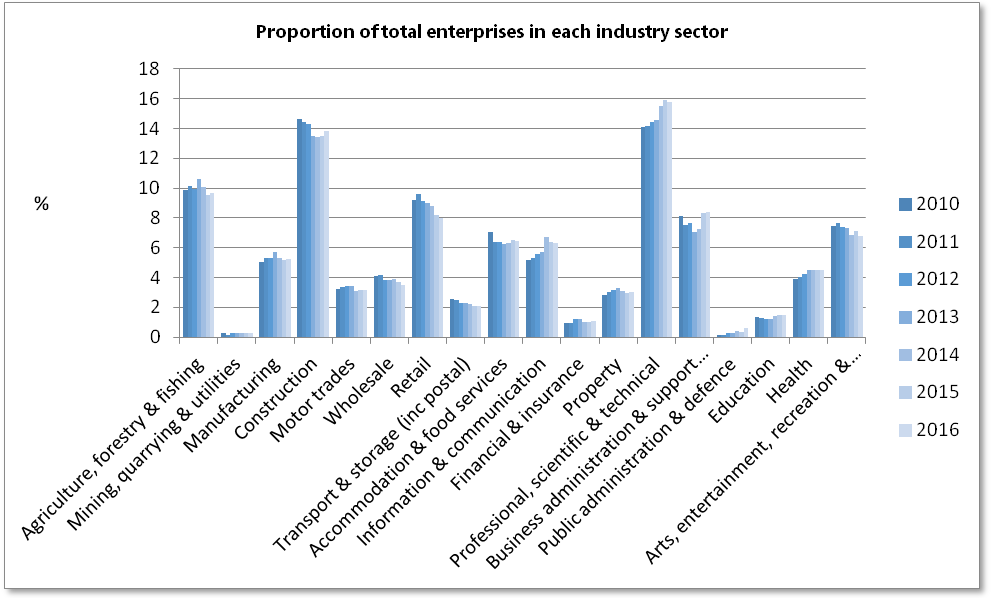 Proportion of total enterprises in each industry sector
18
16
14
12
10
8
6
4
2
0
%
Agriculture, forestry & fishing
Mining, quarrying & utilities
Manufacturing
Construction
Motor trades
Wholesale
Retail
Transport & storage (inc postal)
Accommodation & food services
Information & communication
Financial & insurance
Property
Professional, scientific & technical
Business administration & support...
Public administration & defence
Education
Health
Arts, entertainment, recreation &...
2010
2011
2012
2013
2014
2015
2016